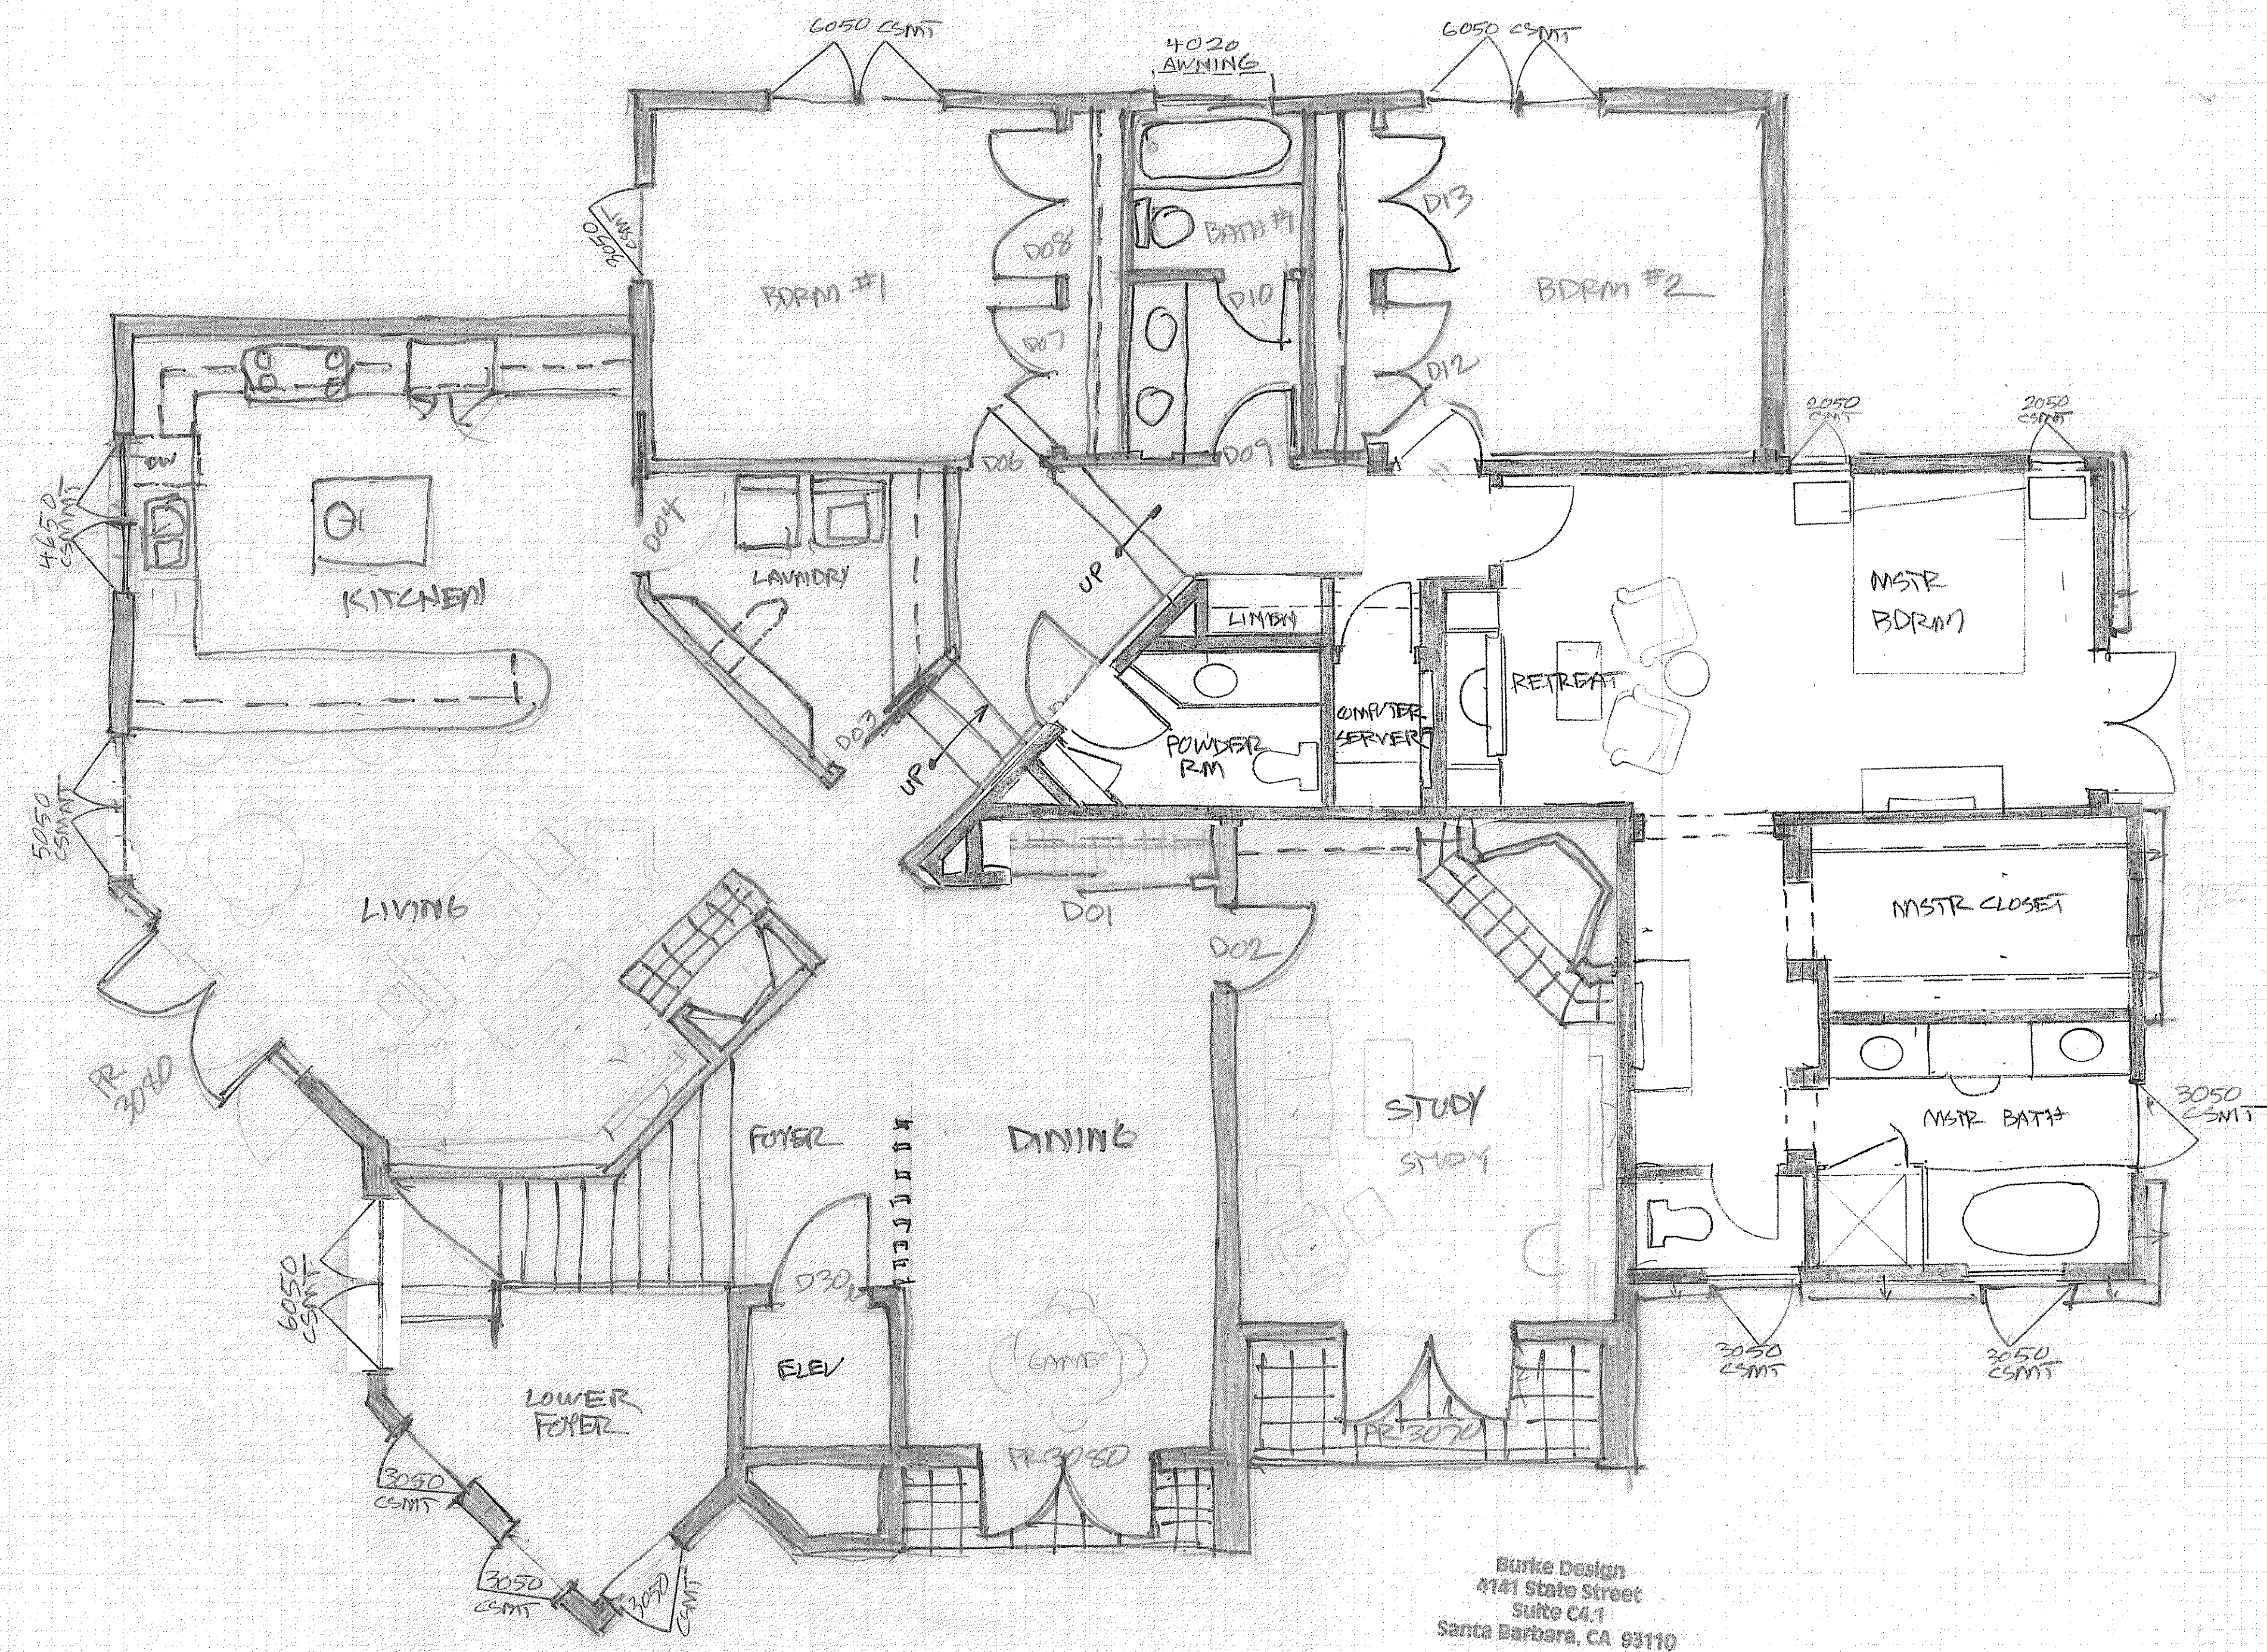 6050 CSMT
4020
AWNING
6050 CSMT
3050
CSMT
BDRM #1
D08
D07
D06
BATH #1
D10
D09
D13
D12
BDRM #2
2050
CSMT
2050
CSMT
DW
4650
CSMT
KITCHEN
D04
LAUNDRY
D03
UP
UP
LINEN
POWDER
RM
COMPUTER
SERVER
RETREAT
MSTR
BDRM
5050
CSMT
LIVING
PR
3080
D01
D02
MSTR CLOSET
FOYER
DINING
STUDY
STUDY
MSTR BATH
3050
CSMT
6050
CSMT
D30
ELEV
GAMES
LOWER
FOYER
PR 3080
PR 3070
3050
CSMT
3050
CSMT
3050
CSMT
3050
CSMT
3050
CSMT
Burke Design
4141 State Street
Suite C4.1
Santa Barbara, CA 93110